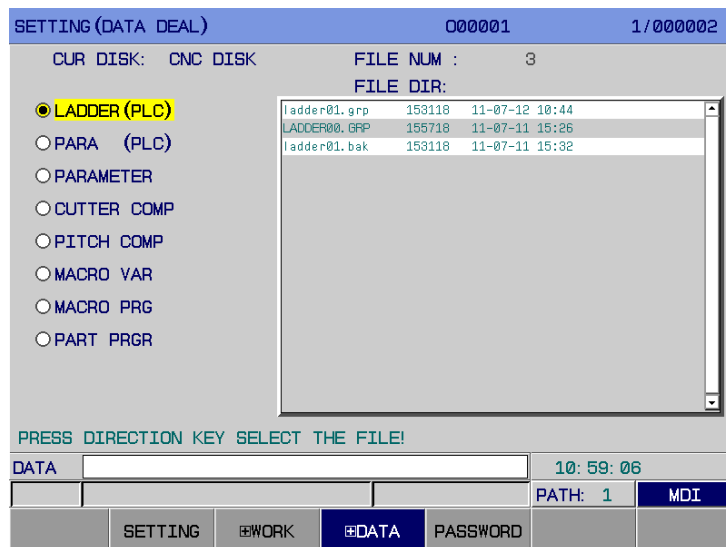 SETTING(DATA DEAL) O00001 1/000002
CUR DISK: CNC DISK FILE NUM : 3
FILE DIR:
LADDER(PLC)
PARA (PLC)
PARAMETER
CUTTER COMP
PITCH COMP
MACRO VAR
MACRO PRG
PART PRGR
ladder01.grp 153118 11-07-12 10:44
LADDER00.GRP 155718 11-07-11 15:26
ladder01.bak 153118 11-07-11 15:32
PRESS DIRECTION KEY SELECT THE FILE!
DATA 10:59:06
PATH: 1 MDI
SETTING ⊞WORK ⊞DATA PASSWORD